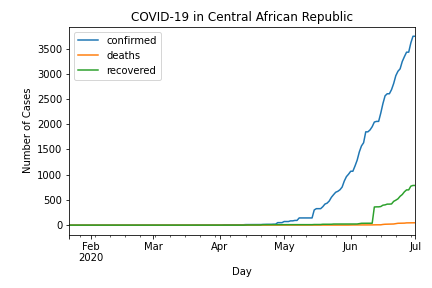 COVID-19 in Central African Republic
confirmed
deaths
recovered
Number of Cases
3500
3000
2500
2000
1500
1000
500
0
Feb
2020
Mar
Apr
May
Jun
Jul
Day